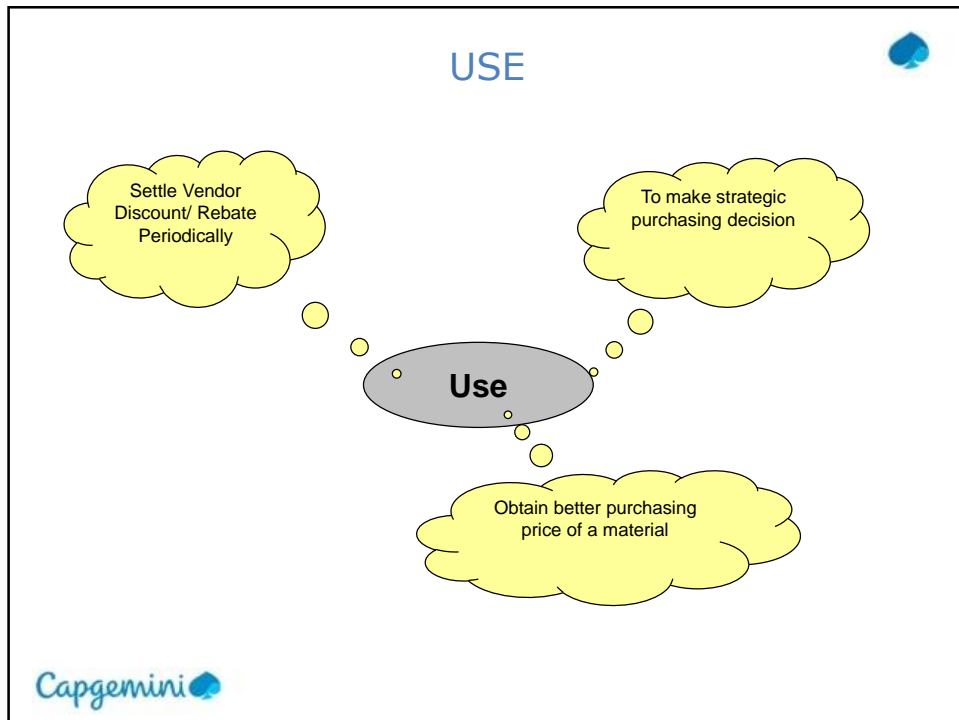 USE
Settle Vendor
Discount/ Rebate
Periodically
To make strategic
purchasing decision
Use
Obtain better purchasing
price of a material
Capgemini